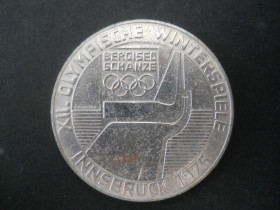 XII. OLYMPISCHE WINTERSPIELE
BERGISEL
SCHANZE
INNSBRUCK 1976